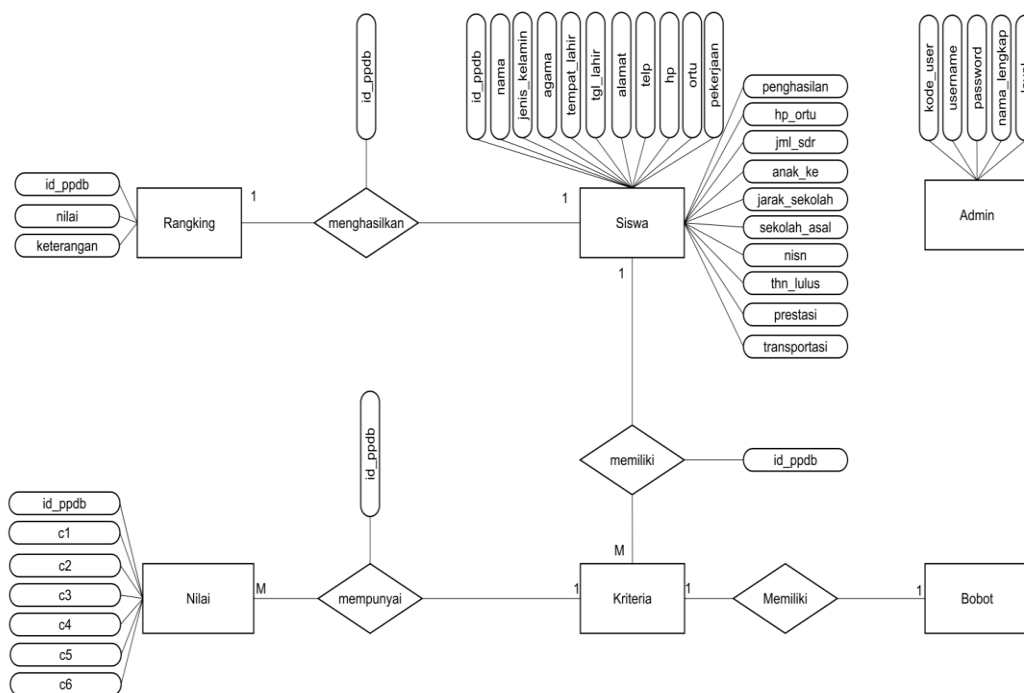 id_ppdb
id_ppdb
nama
jenis_kelamin
agama
tempat_lahir
tgl_lahir
alamat
telp
hp
ortu
pekerjaan
kode_user
username
password
nama_lengkap
penghasilan
hp_ortu
jml_sdr
anak_ke
jarak_sekolah
sekolah_asal
nisn
thn_lulus
prestasi
transportasi
id_ppdb
nilai
keterangan
Rangking
1
menghasilkan
1
Siswa
1
Admin
memiliki
id_ppdb
M
id_ppdb
id_ppdb
c1
c2
c3
c4
c5
c6
Nilai
M
mempunyai
1
Kriteria
1
Memiliki
1
Bobot